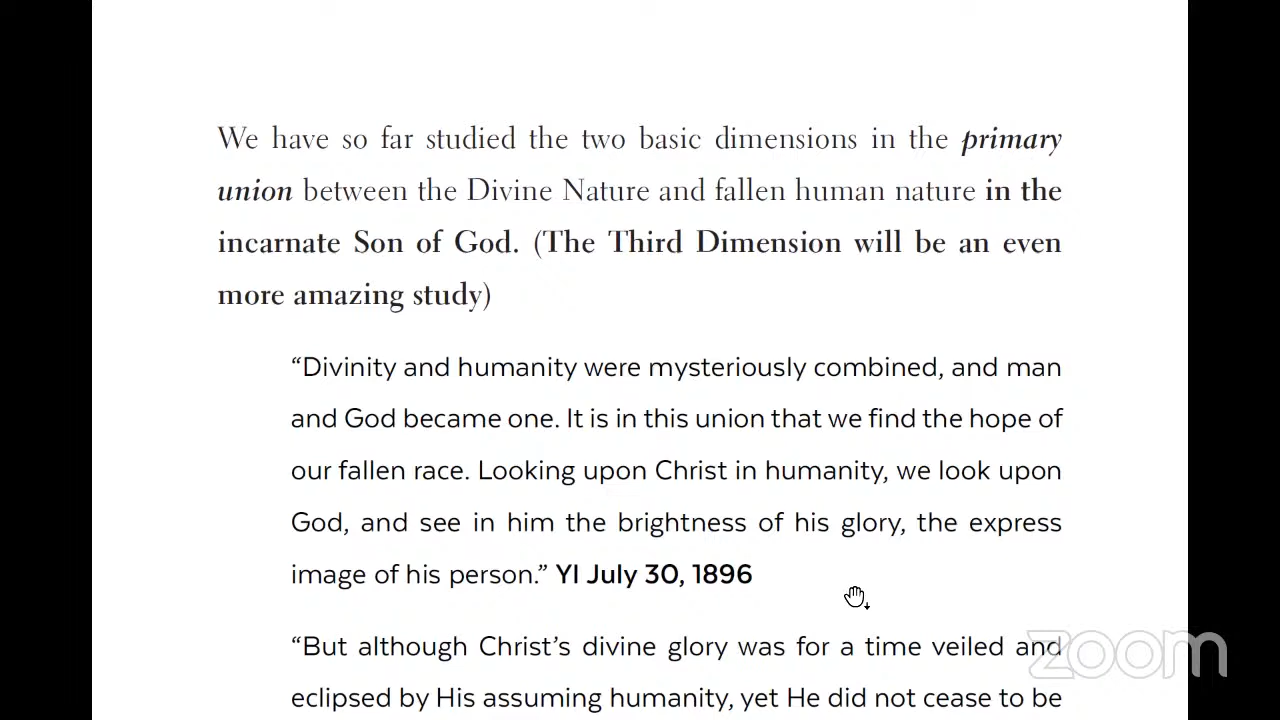 We have so far studied the two basic dimensions in the primary
union between the Divine Nature and fallen human nature in the
incarnate Son of God. (The Third Dimension will be an even
more amazing study)
“Divinity and humanity were mysteriously combined, and man
and God became one. It is in this union that we find the hope of
our fallen race. Looking upon Christ in humanity, we look upon
God, and see in him the brightness of his glory, the express
image of his person.” YI July 30, 1896
“But although Christ’s divine glory was for a time veiled and
eclipsed by His assuming humanity, yet He did not cease to be
zoom